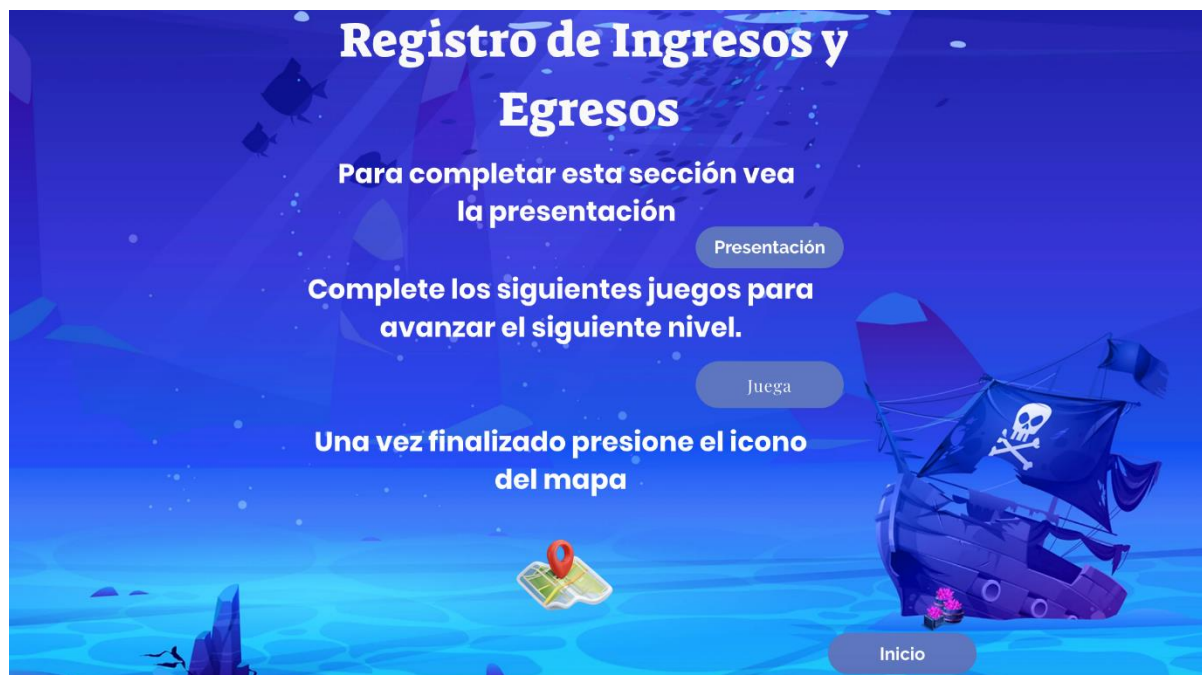 Registro de Ingresos y
Egresos
Para completar esta sección vea
la presentación
Presentación
Complete los siguientes juegos para
avanzar el siguiente nivel.
Juega
Una vez finalizado presione el icono
del mapa
Inicio